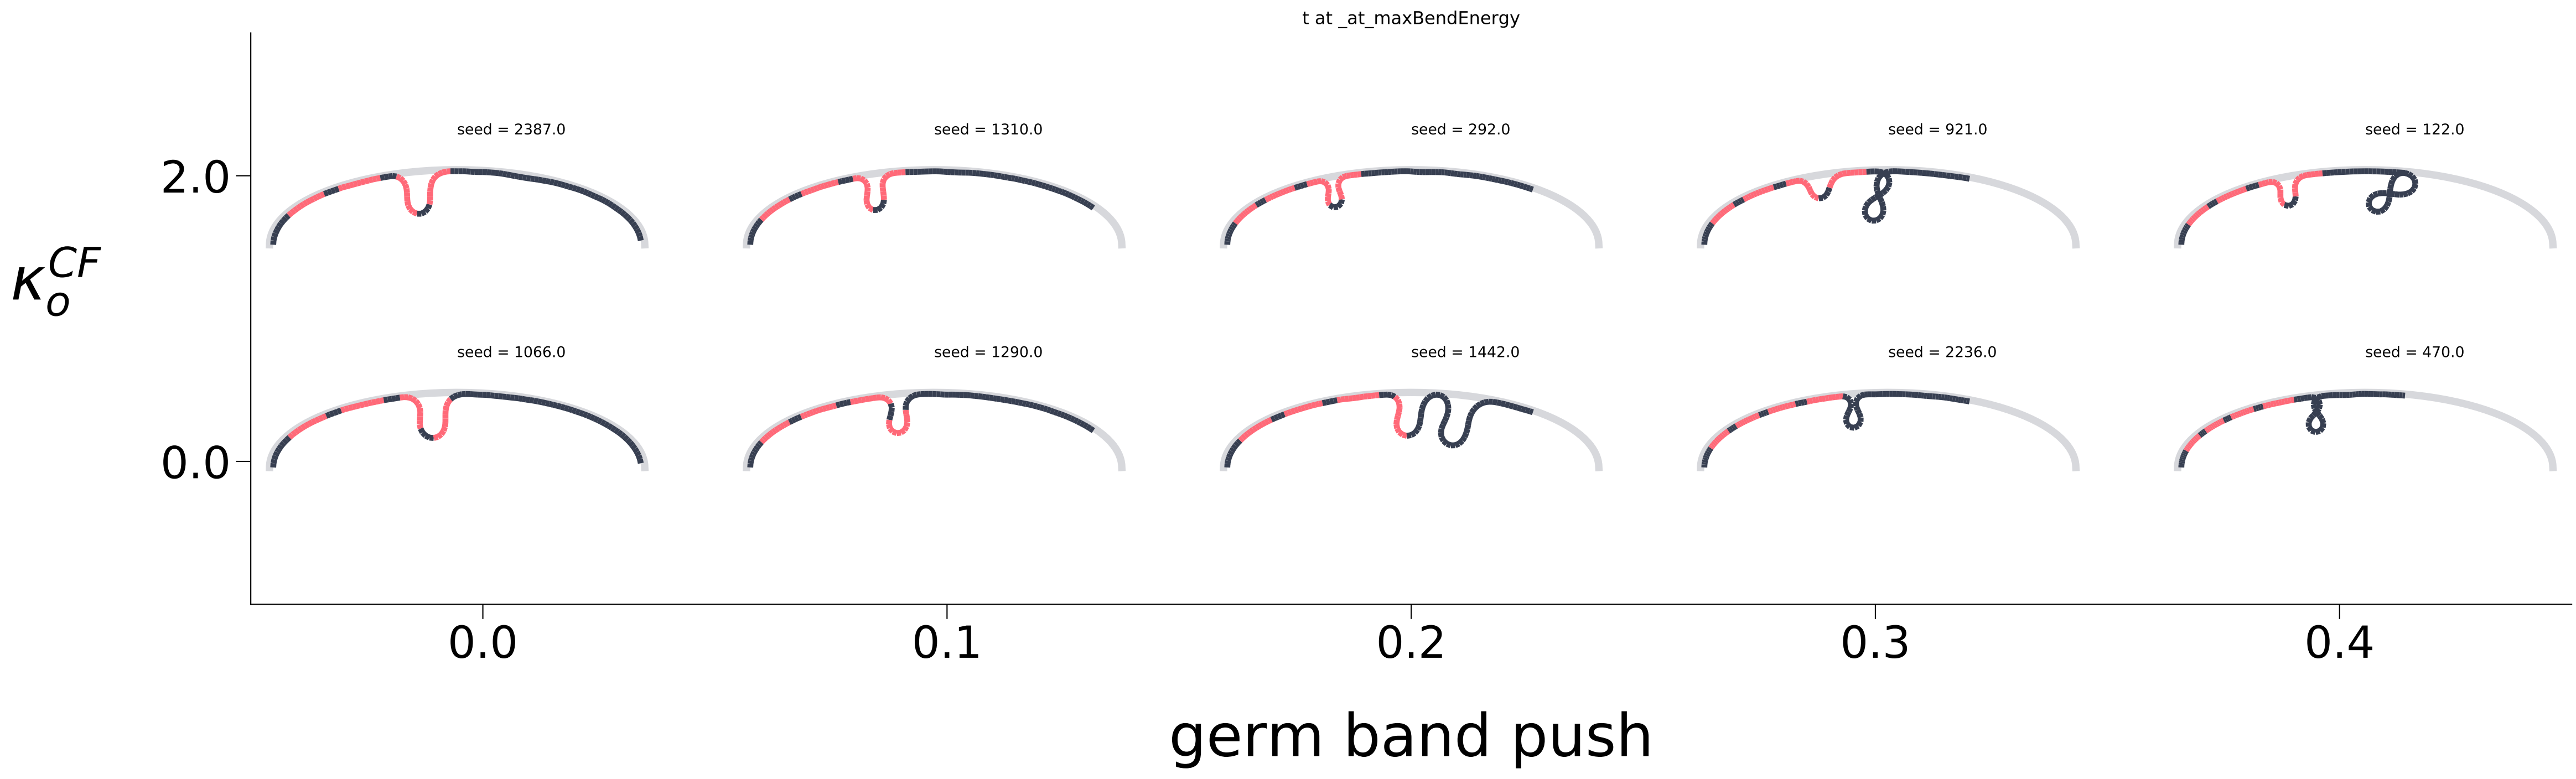 t at _at_maxBendEnergy
seed = 2387.0 seed = 1310.0 seed = 292.0 seed = 921.0 seed = 122.0
2.0
κ_o^{CF}
seed = 1066.0 seed = 1290.0 seed = 1442.0 seed = 2236.0 seed = 470.0
0.0
0.0 0.1 0.2 0.3 0.4
germ band push